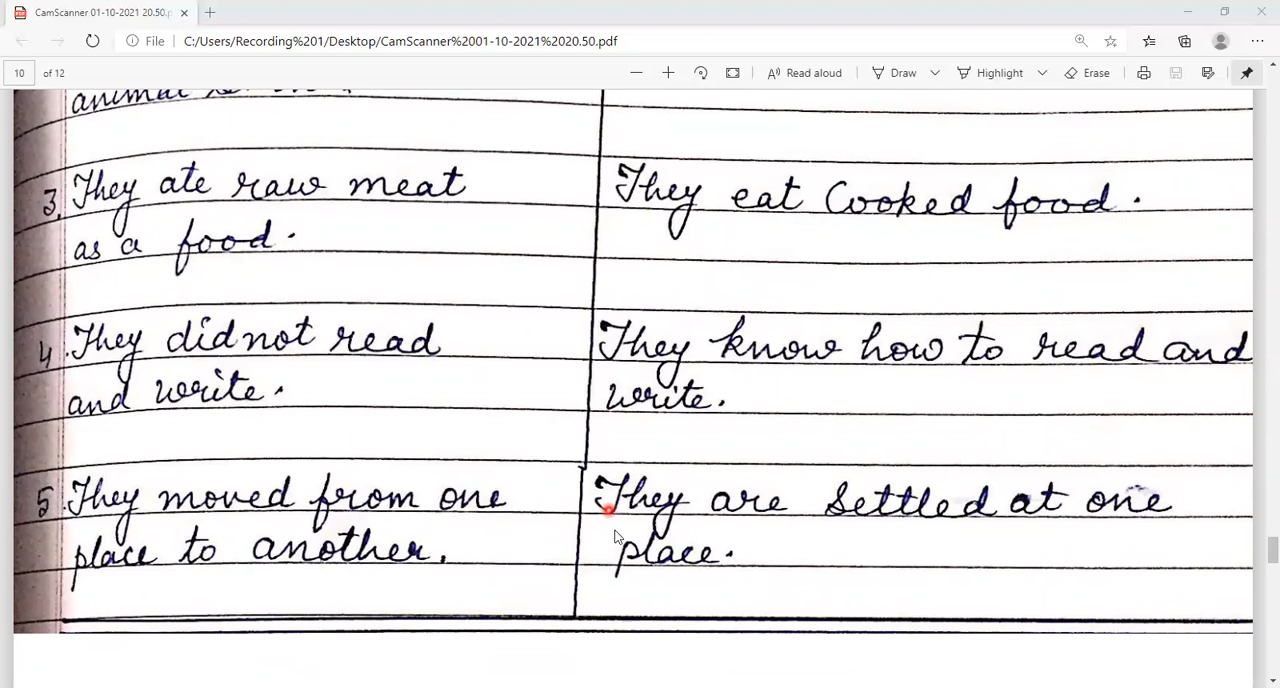 CamScanner 01-10-2021 20.50.p
File
C:/Users/Recording%201/Desktop/CamScanner%2001-10-2021%2020.50.pdf
10 of 12
Read aloud
Draw
Highlight
Erase
animal
3. They ate raw meat
as a food.
They eat Cooked food.
4. They did not read
and write.
They know how to read and
write.
5. They moved from one
place to another.
They are Settled at one
place.